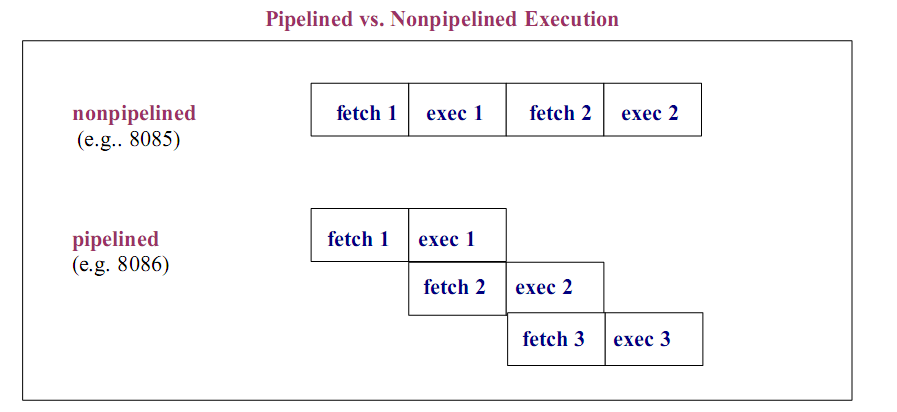 Pipelined vs. Nonpipelined Execution
nonpipelined
(e.g.. 8085)
fetch 1 exec 1 fetch 2 exec 2
pipelined
(e.g. 8086)
fetch 1 exec 1
fetch 2 exec 2
fetch 3 exec 3